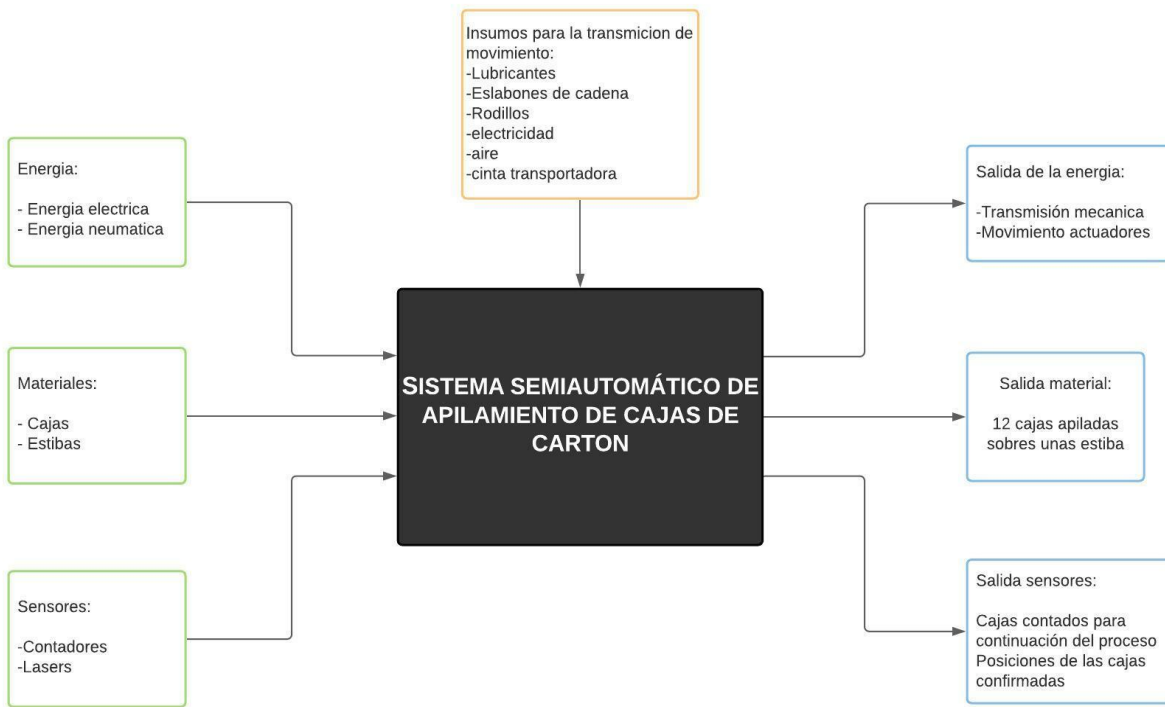 Insumos para la transmicion de
movimiento:
-Lubricantes
-Eslabones de cadena
-Rodillos
-electricidad
-aire
-cinta transportadora
Energia:
- Energia electrica
- Energia neumatica
Materiales:
- Cajas
- Estibas
Sensores:
-Contadores
-Lasers
SISTEMA SEMIAUTOMÁTICO DE
APILAMIENTO DE CAJAS DE
CARTON
Salida de la energia:
-Transmisión mecanica
-Movimiento actuadores
Salida material:
12 cajas apiladas
sobres unas estiba
Salida sensores:
Cajas contados para
continuación del proceso
Posiciones de las cajas
confirmadas